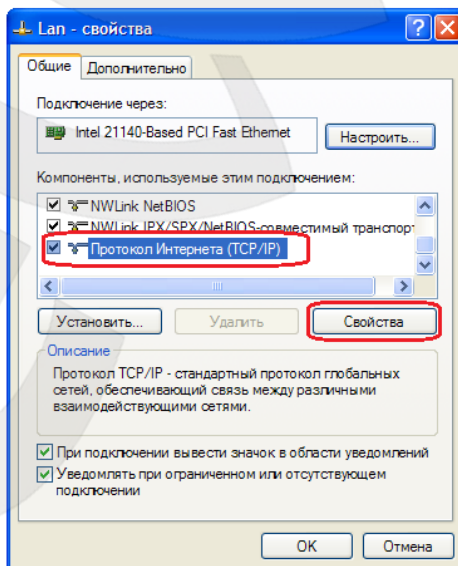 Lan - свойства
Общие Дополнительно
Подключение через:
Intel 21140-Based PCI Fast Ethernet Настроить...
Компоненты, используемые этим подключением:
NWLink NetBIOS
NWLink IPX/SPX/NetBIOS-совместимый транспорт
Протокол Интернета (TCP/IP)
Установить... Удалить Свойства
Описание
Протокол TCP/IP - стандартный протокол глобальных
сетей, обеспечивающий связь между различными
взаимодействующими сетями.
При подключении вывести значок в области уведомлений
Уведомлять при ограниченном или отсутствующем
подключении
OK Отмена